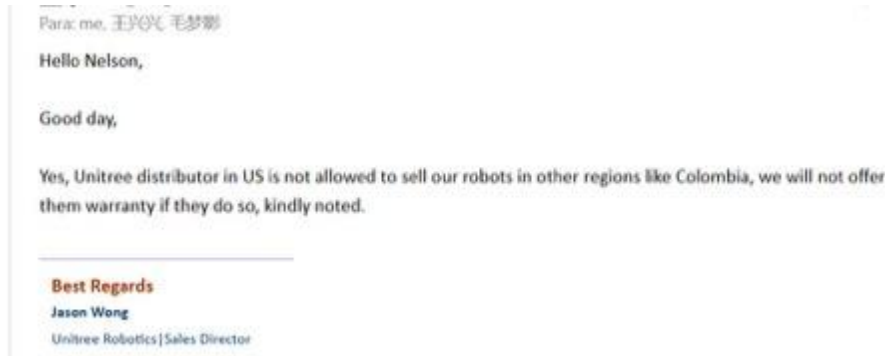 Para: me, 王兴兴, 毛梦
Hello Nelson,
Good day,
Yes, Unitree distributor in US is not allowed to sell our robots in other regions like Colombia, we will not offer
them warranty if they do so, kindly noted.
Best Regards
Jason Wong
Unitree Robotics|Sales Director